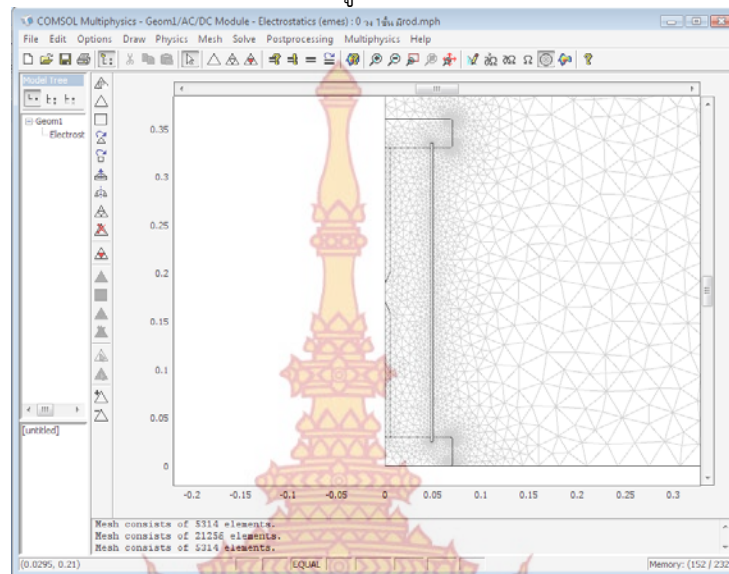 COMSOL Multiphysics - Geom1/AC/DC Module - Electrostatics (emes) : 0 วง 1ชั้น มีrod.mph
File Edit Options Draw Physics Mesh Solve Postprocessing Multiphysics Help
Model Tree
Geom1
Electrost
[untitled]
0.35
0.3
0.25
0.2
0.15
0.1
0.05
0
-0.2 -0.15 -0.1 -0.05 0 0.05 0.1 0.15 0.2 0.25 0.3
Mesh consists of 5314 elements.
Mesh consists of 21256 elements.
Mesh consists of 5314 elements.
(0.0295, 0.21) EQUAL Memory: (152 / 232